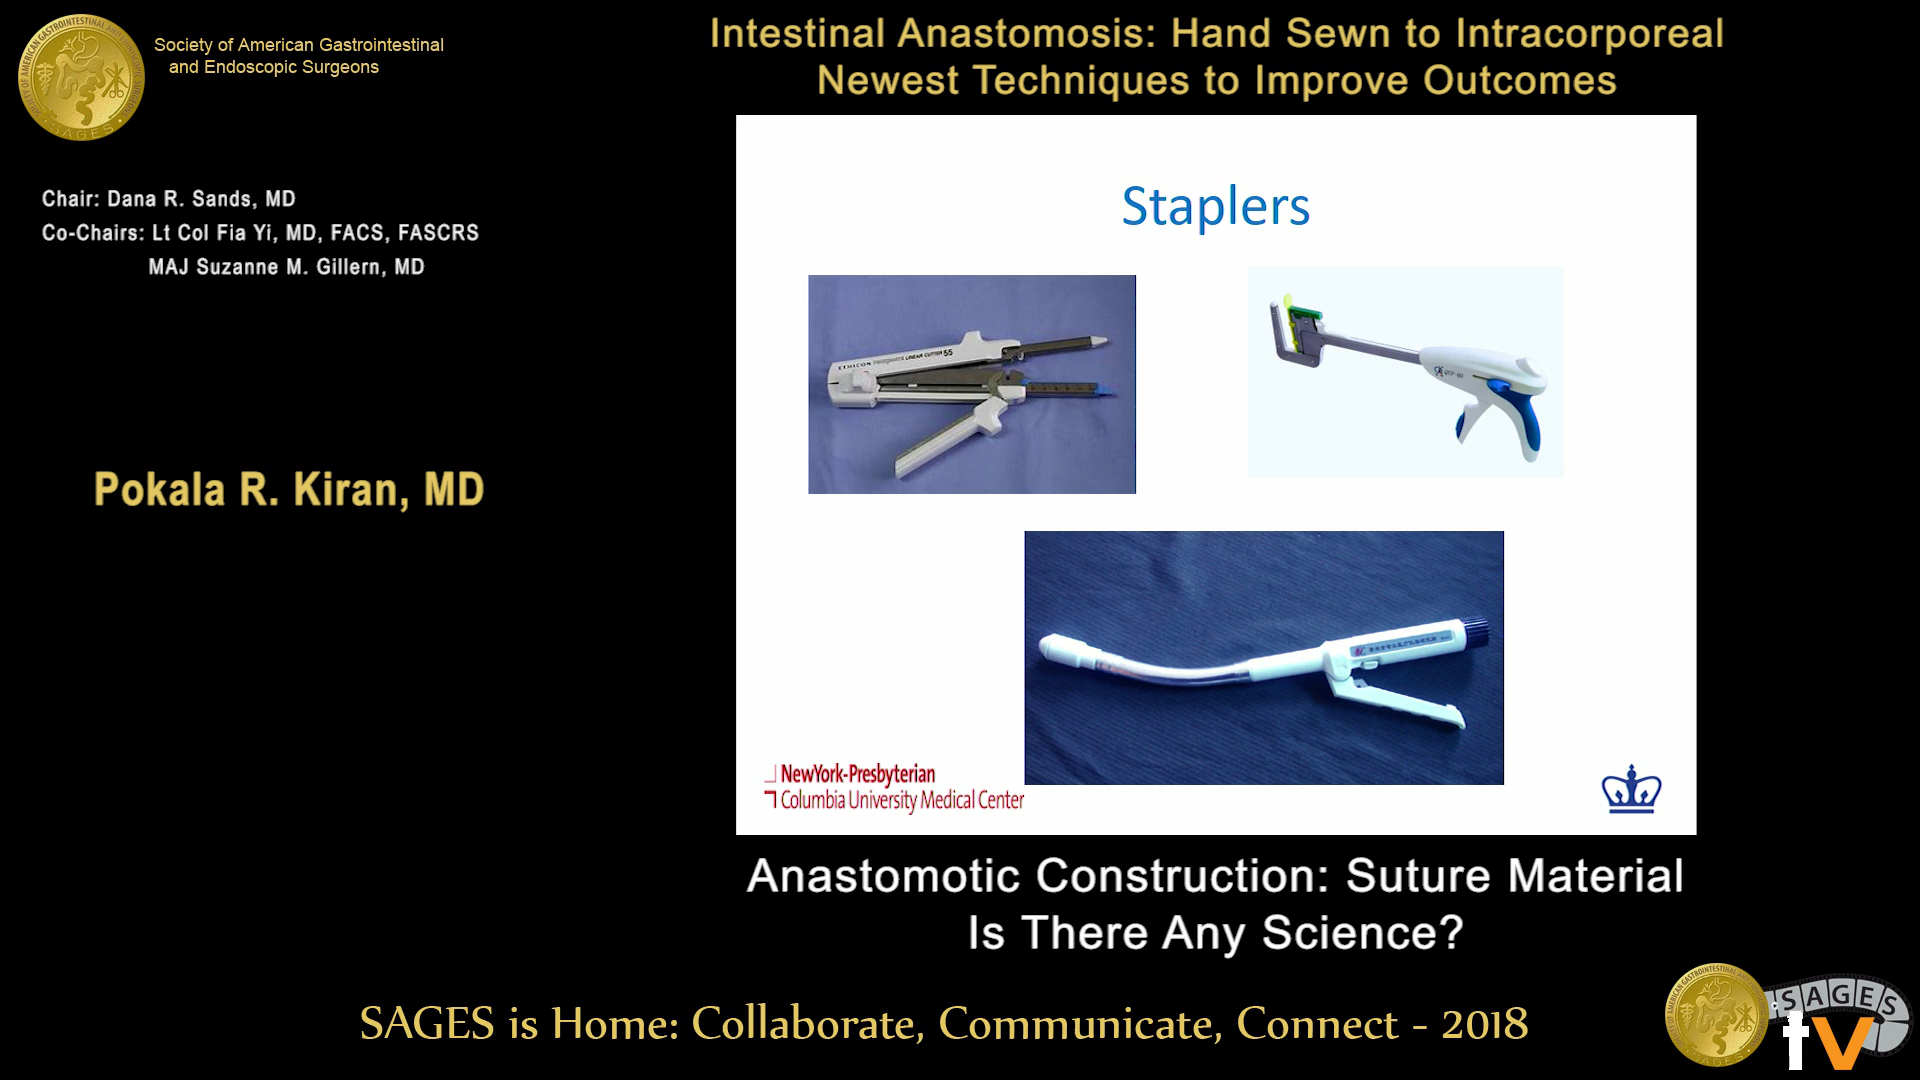 Society of American Gastrointestinal
and Endoscopic Surgeons
Intestinal Anastomosis: Hand Sewn to Intracorporeal
Newest Techniques to Improve Outcomes
Chair: Dana R. Sands, MD
Co-Chairs: Lt Col Fia Yi, MD, FACS, FASCRS
MAJ Suzanne M. Gillern, MD
Pokala R. Kiran, MD
Staplers
ETHICON LINEAR CUTTER 55
NewYork-Presbyterian
Columbia University Medical Center
Anastomotic Construction: Suture Material
Is There Any Science?
SAGES is Home: Collaborate, Communicate, Connect - 2018
SAGES
tv
SAGES